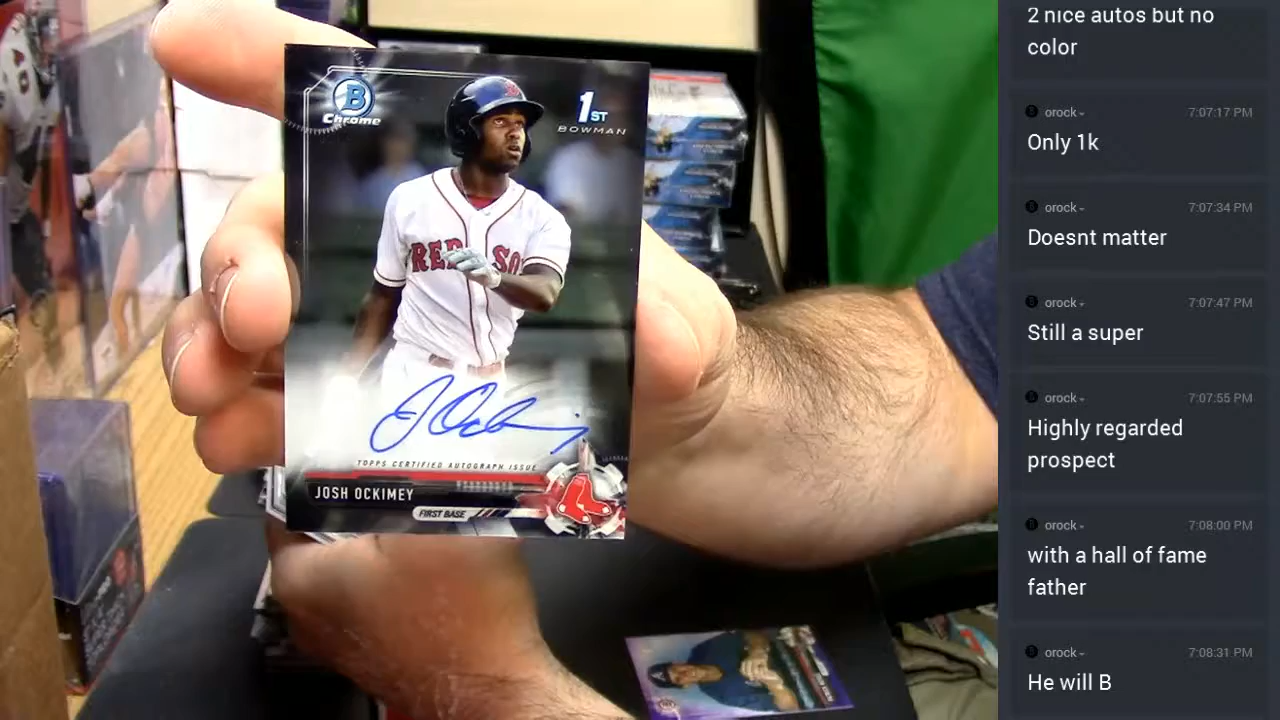 B
Chrome
1ST
BOWMAN
RED SO
TOPPS CERTIFIED AUTOGRAPH ISSUE
JOSH OCKIMEY
FIRST BASE
2 nice autos but no
color
orock
7:07:17 PM
Only 1k
orock
7:07:34 PM
Doesnt matter
orock
7:07:47 PM
Still a super
orock
7:07:55 PM
Highly regarded
prospect
orock
7:08:00 PM
with a hall of fame
father
orock
7:08:31 PM
He will B